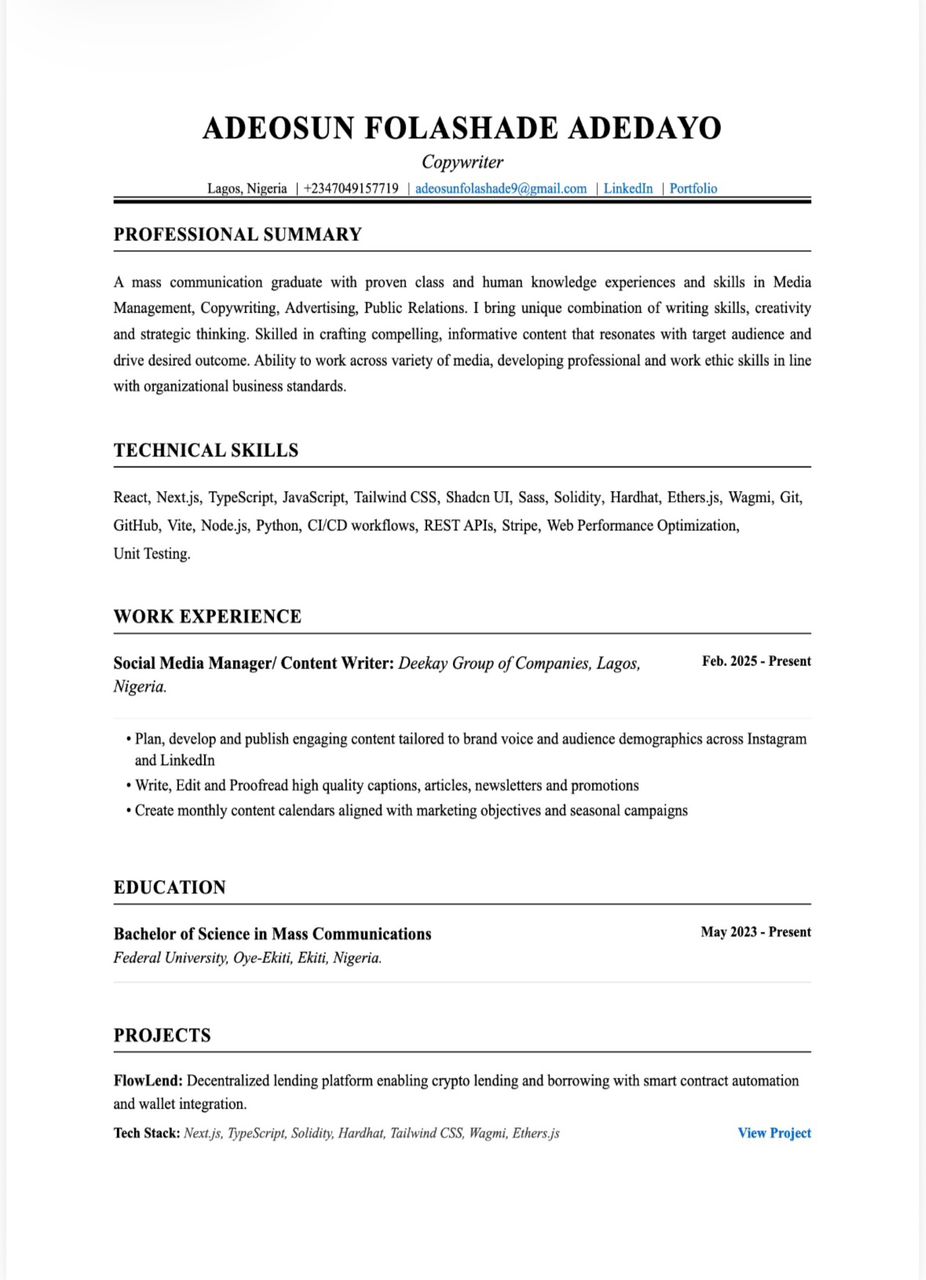 ADEOSUN FOLASHADE ADEDAYO
Copywriter
Lagos, Nigeria | +2347049157719 | adeosunfolashade9@gmail.com | LinkedIn | Portfolio
PROFESSIONAL SUMMARY
A mass communication graduate with proven class and human knowledge experiences and skills in Media
Management, Copywriting, Advertising, Public Relations. I bring unique combination of writing skills, creativity
and strategic thinking. Skilled in crafting compelling, informative content that resonates with target audience and
drive desired outcome. Ability to work across variety of media, developing professional and work ethic skills in line
with organizational business standards.
TECHNICAL SKILLS
React, Next.js, TypeScript, JavaScript, Tailwind CSS, Shadcn UI, Sass, Solidity, Hardhat, Ethers.js, Wagmi, Git,
GitHub, Vite, Node.js, Python, CI/CD workflows, REST APIs, Stripe, Web Performance Optimization,
Unit Testing.
WORK EXPERIENCE
Social Media Manager/ Content Writer: Deekay Group of Companies, Lagos, Feb. 2025 - Present
Nigeria.
• Plan, develop and publish engaging content tailored to brand voice and audience demographics across Instagram
and LinkedIn
• Write, Edit and Proofread high quality captions, articles, newsletters and promotions
• Create monthly content calendars aligned with marketing objectives and seasonal campaigns
EDUCATION
Bachelor of Science in Mass Communications May 2023 - Present
Federal University, Oye-Ekiti, Ekiti, Nigeria.
PROJECTS
FlowLend: Decentralized lending platform enabling crypto lending and borrowing with smart contract automation
and wallet integration.
Tech Stack: Next.js, TypeScript, Solidity, Hardhat, Tailwind CSS, Wagmi, Ethers.js View Project